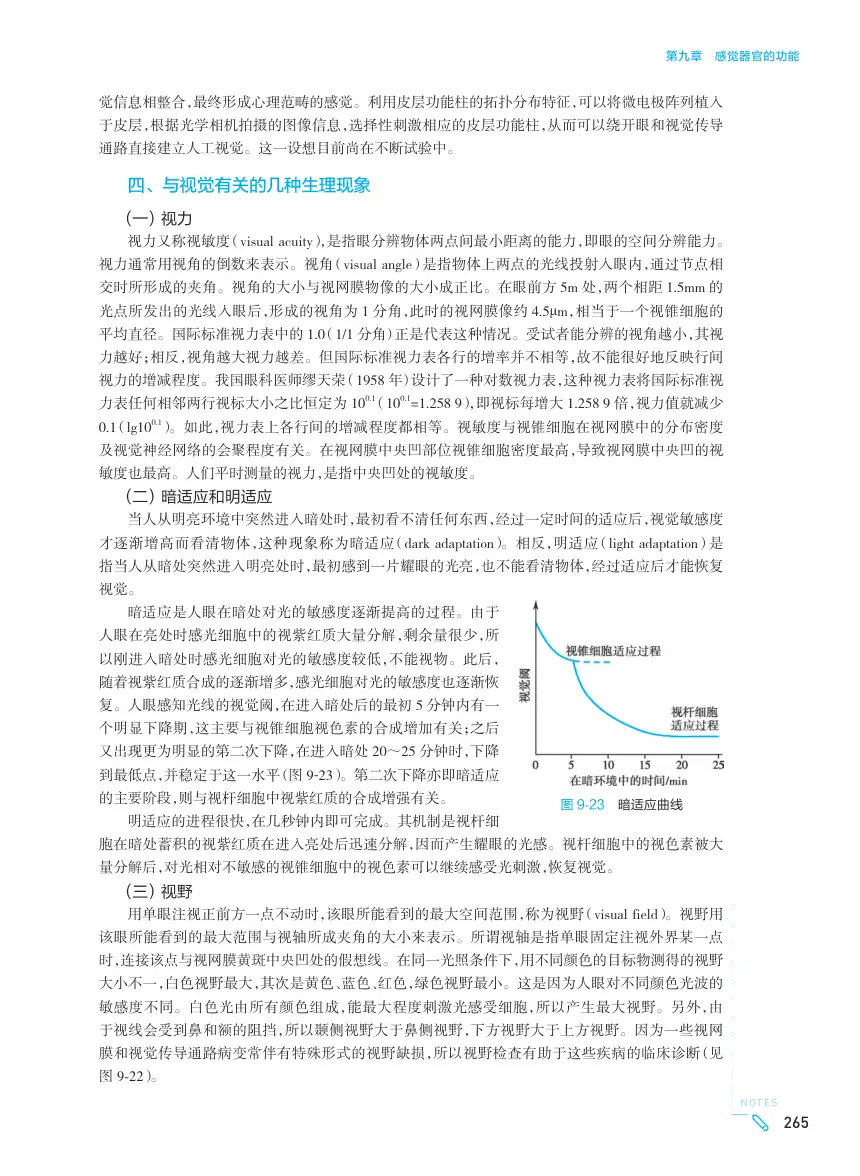 第九章 感觉器官的功能
觉信息相整合,最终形成心理范畴的感觉。利用皮层功能柱的拓扑分布特征,可以将微电极阵列植入
于皮层,根据光学相机拍摄的图像信息,选择性刺激相应的皮层功能柱,从而可以绕开眼和视觉传导
通路直接建立人工视觉。这一设想目前尚在不断试验中。
四、与视觉有关的几种生理现象
(一)视力
视力又称视敏度(visual acuity),是指眼分辨物体两点间最小距离的能力,即眼的空间分辨能力。
视力通常用视角的倒数来表示。视角(visual angle)是指物体上两点的光线投射入眼内,通过节点相
交时所形成的夹角。视角的大小与视网膜物像的大小成正比。在眼前方 5m 处,两个相距 1.5mm 的
光点所发出的光线入眼后,形成的视角为 1 分角,此时的视网膜像约 4.5μm,相当于一个视锥细胞的
平均直径。国际标准视力表中的 1.0(1/1 分角)正是代表这种情况。受试者能分辨的视角越小,其视
力越好;相反,视角越大视力越差。但国际标准视力表各行的增率并不相等,故不能很好地反映行间
视力的增减程度。我国眼科医师缪天荣(1958 年)设计了一种对数视力表,这种视力表将国际标准视
力表任何相邻两行视标大小之比恒定为 10^0.1(10^0.1=1.258 9),即视标每增大 1.258 9 倍,视力值就减少
0.1(lg10^0.1)。如此,视力表上各行间的增减程度都相等。视敏度与视锥细胞在视网膜中的分布密度
及视觉神经网络的会聚程度有关。在视网膜中央凹部位视锥细胞密度最高,导致视网膜中央凹的视
敏度也最高。人们平时测量的视力,是指中央凹处的视敏度。
(二)暗适应和明适应
当人从明亮环境中突然进入暗处时,最初看不清任何东西,经过一定时间的适应后,视觉敏感度
才逐渐增高而看清物体,这种现象称为暗适应(dark adaptation)。相反,明适应(light adaptation)是
指当人从暗处突然进入明亮处时,最初感到一片耀眼的光亮,也不能看清物体,经过适应后才能恢复
视觉。
暗适应是人眼在暗处对光的敏感度逐渐提高的过程。由于
人眼在亮处时感光细胞中的视紫红质大量分解,剩余量很少,所
以刚进入暗处时感光细胞对光的敏感度较低,不能视物。此后,
随着视紫红质合成的逐渐增多,感光细胞对光的敏感度也逐渐恢
复。人眼感知光线的视觉阈,在进入暗处后的最初 5 分钟内有一
个明显下降期,这主要与视锥细胞视色素的合成增加有关;之后
又出现更为明显的第二次下降,在进入暗处 20~25 分钟时,下降
到最低点,并稳定于这一水平(图 9-23)。第二次下降亦即暗适应
的主要阶段,则与视杆细胞中视紫红质的合成增强有关。
视觉阈
视锥细胞适应过程
视杆细胞
适应过程
0 5 10 15 20 25
在暗环境中的时间/min
图 9-23 暗适应曲线
明适应的进程很快,在几秒钟内即可完成。其机制是视杆细
胞在暗处蓄积的视紫红质在进入亮处后迅速分解,因而产生耀眼的光感。视杆细胞中的视色素被大
量分解后,对光相对不敏感的视锥细胞中的视色素可以继续感受光刺激,恢复视觉。
(三)视野
用单眼注视正前方一点不动时,该眼所能看到的最大空间范围,称为视野(visual field)。视野用
该眼所能看到的最大范围与视轴所成夹角的大小来表示。所谓视轴是指单眼固定注视外界某一点
时,连接该点与视网膜黄斑中央凹处的假想线。在同一光照条件下,用不同颜色的目标物测得的视野
大小不一,白色视野最大,其次是黄色、蓝色、红色,绿色视野最小。这是因为人眼对不同颜色光波的
敏感度不同。白色光由所有颜色组成,能最大程度刺激光感受细胞,所以产生最大视野。另外,由
于视线会受到鼻和额的阻挡,所以颞侧视野大于鼻侧视野,下方视野大于上方视野。因为一些视网
膜和视觉传导通路病变常伴有特殊形式的视野缺损,所以视野检查有助于这些疾病的临床诊断(见
图 9-22)。
NOTES
265